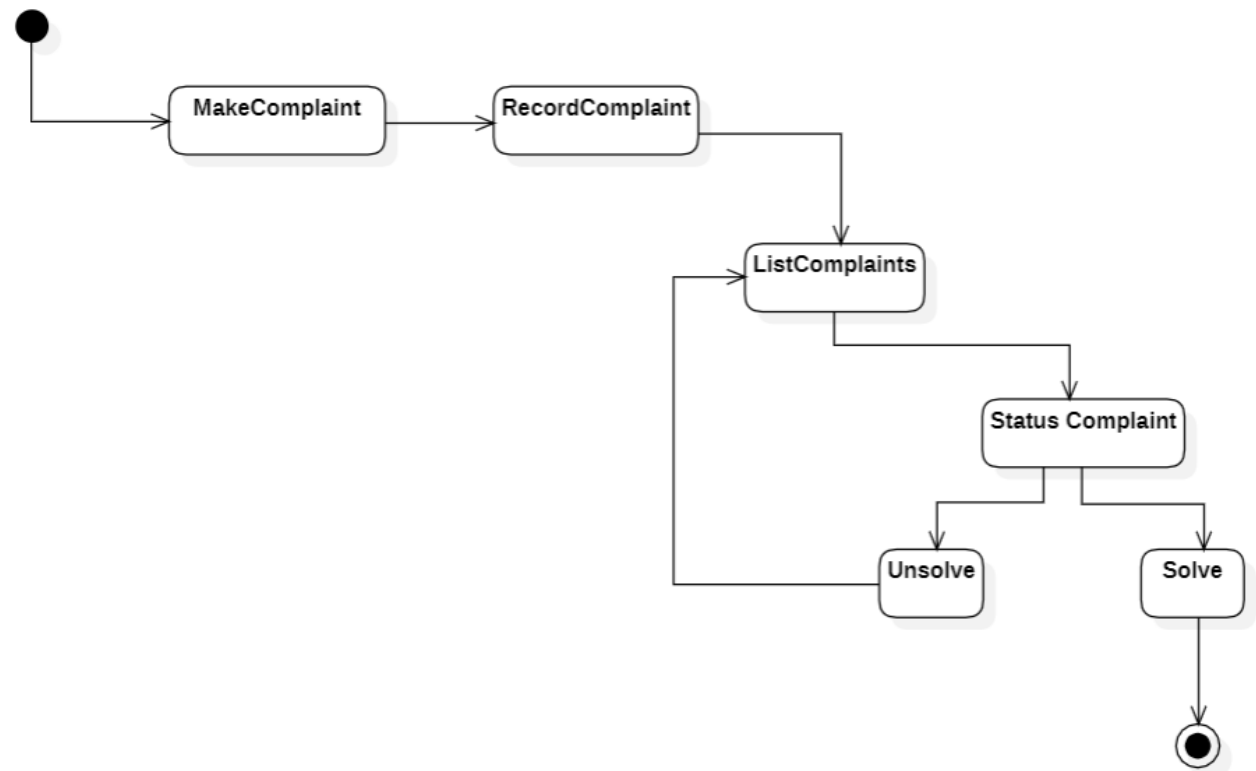 MakeComplaint
RecordComplaint
ListComplaints
Status Complaint
Unsolve
Solve